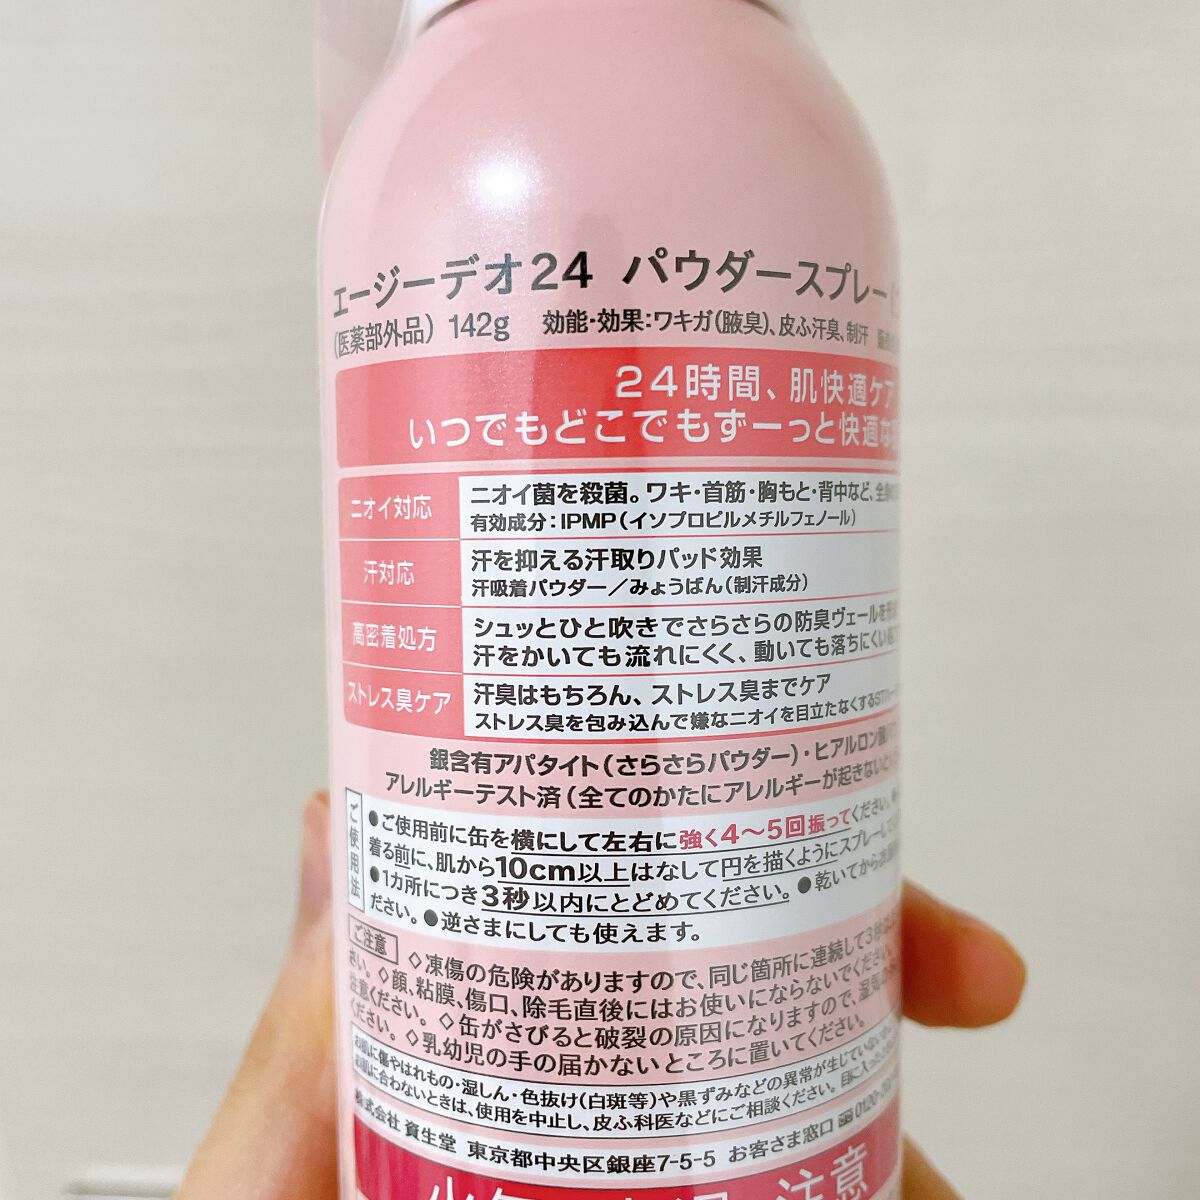 エージーデオ24 パウダースプレー
(医薬部外品) 142g 効能・効果:ワキガ(腋臭)、皮ふ汗臭、制汗
24時間、肌快適ケア
いつでもどこでもずーっと快適な
ニオイ対応
ニオイ菌を殺菌。ワキ・首筋・胸もと・背中など、全身
有効成分:IPMP(イソプロピルメチルフェノール)
汗対応
汗を抑える汗取りパッド効果
汗吸着パウダー/みょうばん(制汗成分)
高密着処方
シュッとひと吹きでさらさらの防臭ヴェールを
汗をかいても流れにくく、動いても落ちにくい
ストレス臭ケア
汗臭はもちろん、ストレス臭までケア
ストレス臭を包み込んで嫌なニオイを目立たなくするST
銀含有アパタイト(さらさらパウダー)・ヒアルロン酸
アレルギーテスト済(全てのかたにアレルギーが起きないという
ご使用法
●ご使用前に缶を横にして左右に強く4〜5回振ってください。
着る前に、肌から10cm以上はなして円を描くようにスプレーして
●1カ所につき3秒以内にとどめてください。●乾いてから
ださい。●逆さまにしても使えます。
ご注意
◇凍傷の危険がありますので、同じ箇所に連続して3秒
さい。◇顔、粘膜、傷口、除毛直後にはお使いにならないでください。
注意ください。◇缶がさびると破裂の原因になりますので、湿気の
ください。◇乳幼児の手の届かないところに置いてください。
お肌に傷やはれもの・湿しん・色抜け(白斑等)や黒ずみなどの異常が生じていないか
お肌に合わないときは、使用を中止し、皮ふ科医などにご相談ください。目に入った
株式会社 資生堂 東京都中央区銀座7-5-5 お客さま窓口 0120-
注意